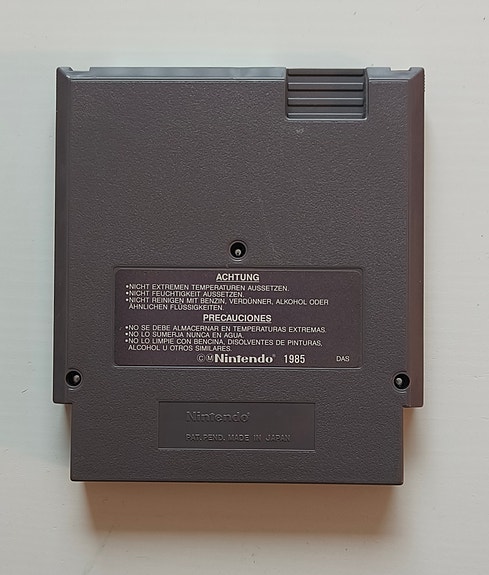 ACHTUNG
•NICHT EXTREMEN TEMPERATUREN AUSSETZEN.
•NICHT FEUCHTIGKEIT AUSSETZEN.
•NICHT REINIGEN MIT BENZIN, VERDÜNNER, ALKOHOL ODER
ÄHNLICHEN FLÜSSIGKEITEN.
PRECAUCIONES
•NO SE DEBE ALMACERNAR EN TEMPERATURAS EXTREMAS.
•NO LO SUMERJA NUNCA EN AGUA.
•NO LO LIMPIE CON BENCINA, DISOLVENTES DE PINTURAS,
ALCOHOL U OTROS SIMILARES.
ⒸⓂNintendo® 1985 DAS
Nintendo®
PAT. PEND. MADE IN JAPAN